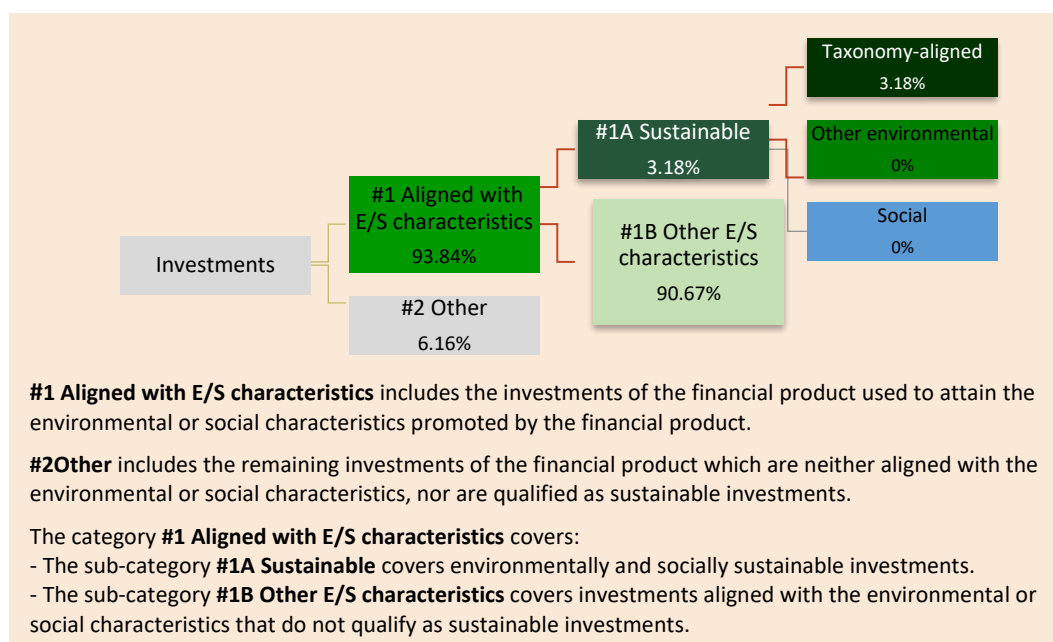 Taxonomy-aligned
3.18%
#1A Sustainable
3.18%
Other environmental
0%
#1 Aligned with
E/S characteristics
93.84%
#1B Other E/S
characteristics
90.67%
Social
0%
Investments
#2 Other
6.16%
#1 Aligned with E/S characteristics includes the investments of the financial product used to attain the
environmental or social characteristics promoted by the financial product.
#2Other includes the remaining investments of the financial product which are neither aligned with the
environmental or social characteristics, nor are qualified as sustainable investments.
The category #1 Aligned with E/S characteristics covers:
- The sub-category #1A Sustainable covers environmentally and socially sustainable investments.
- The sub-category #1B Other E/S characteristics covers investments aligned with the environmental or
social characteristics that do not qualify as sustainable investments.